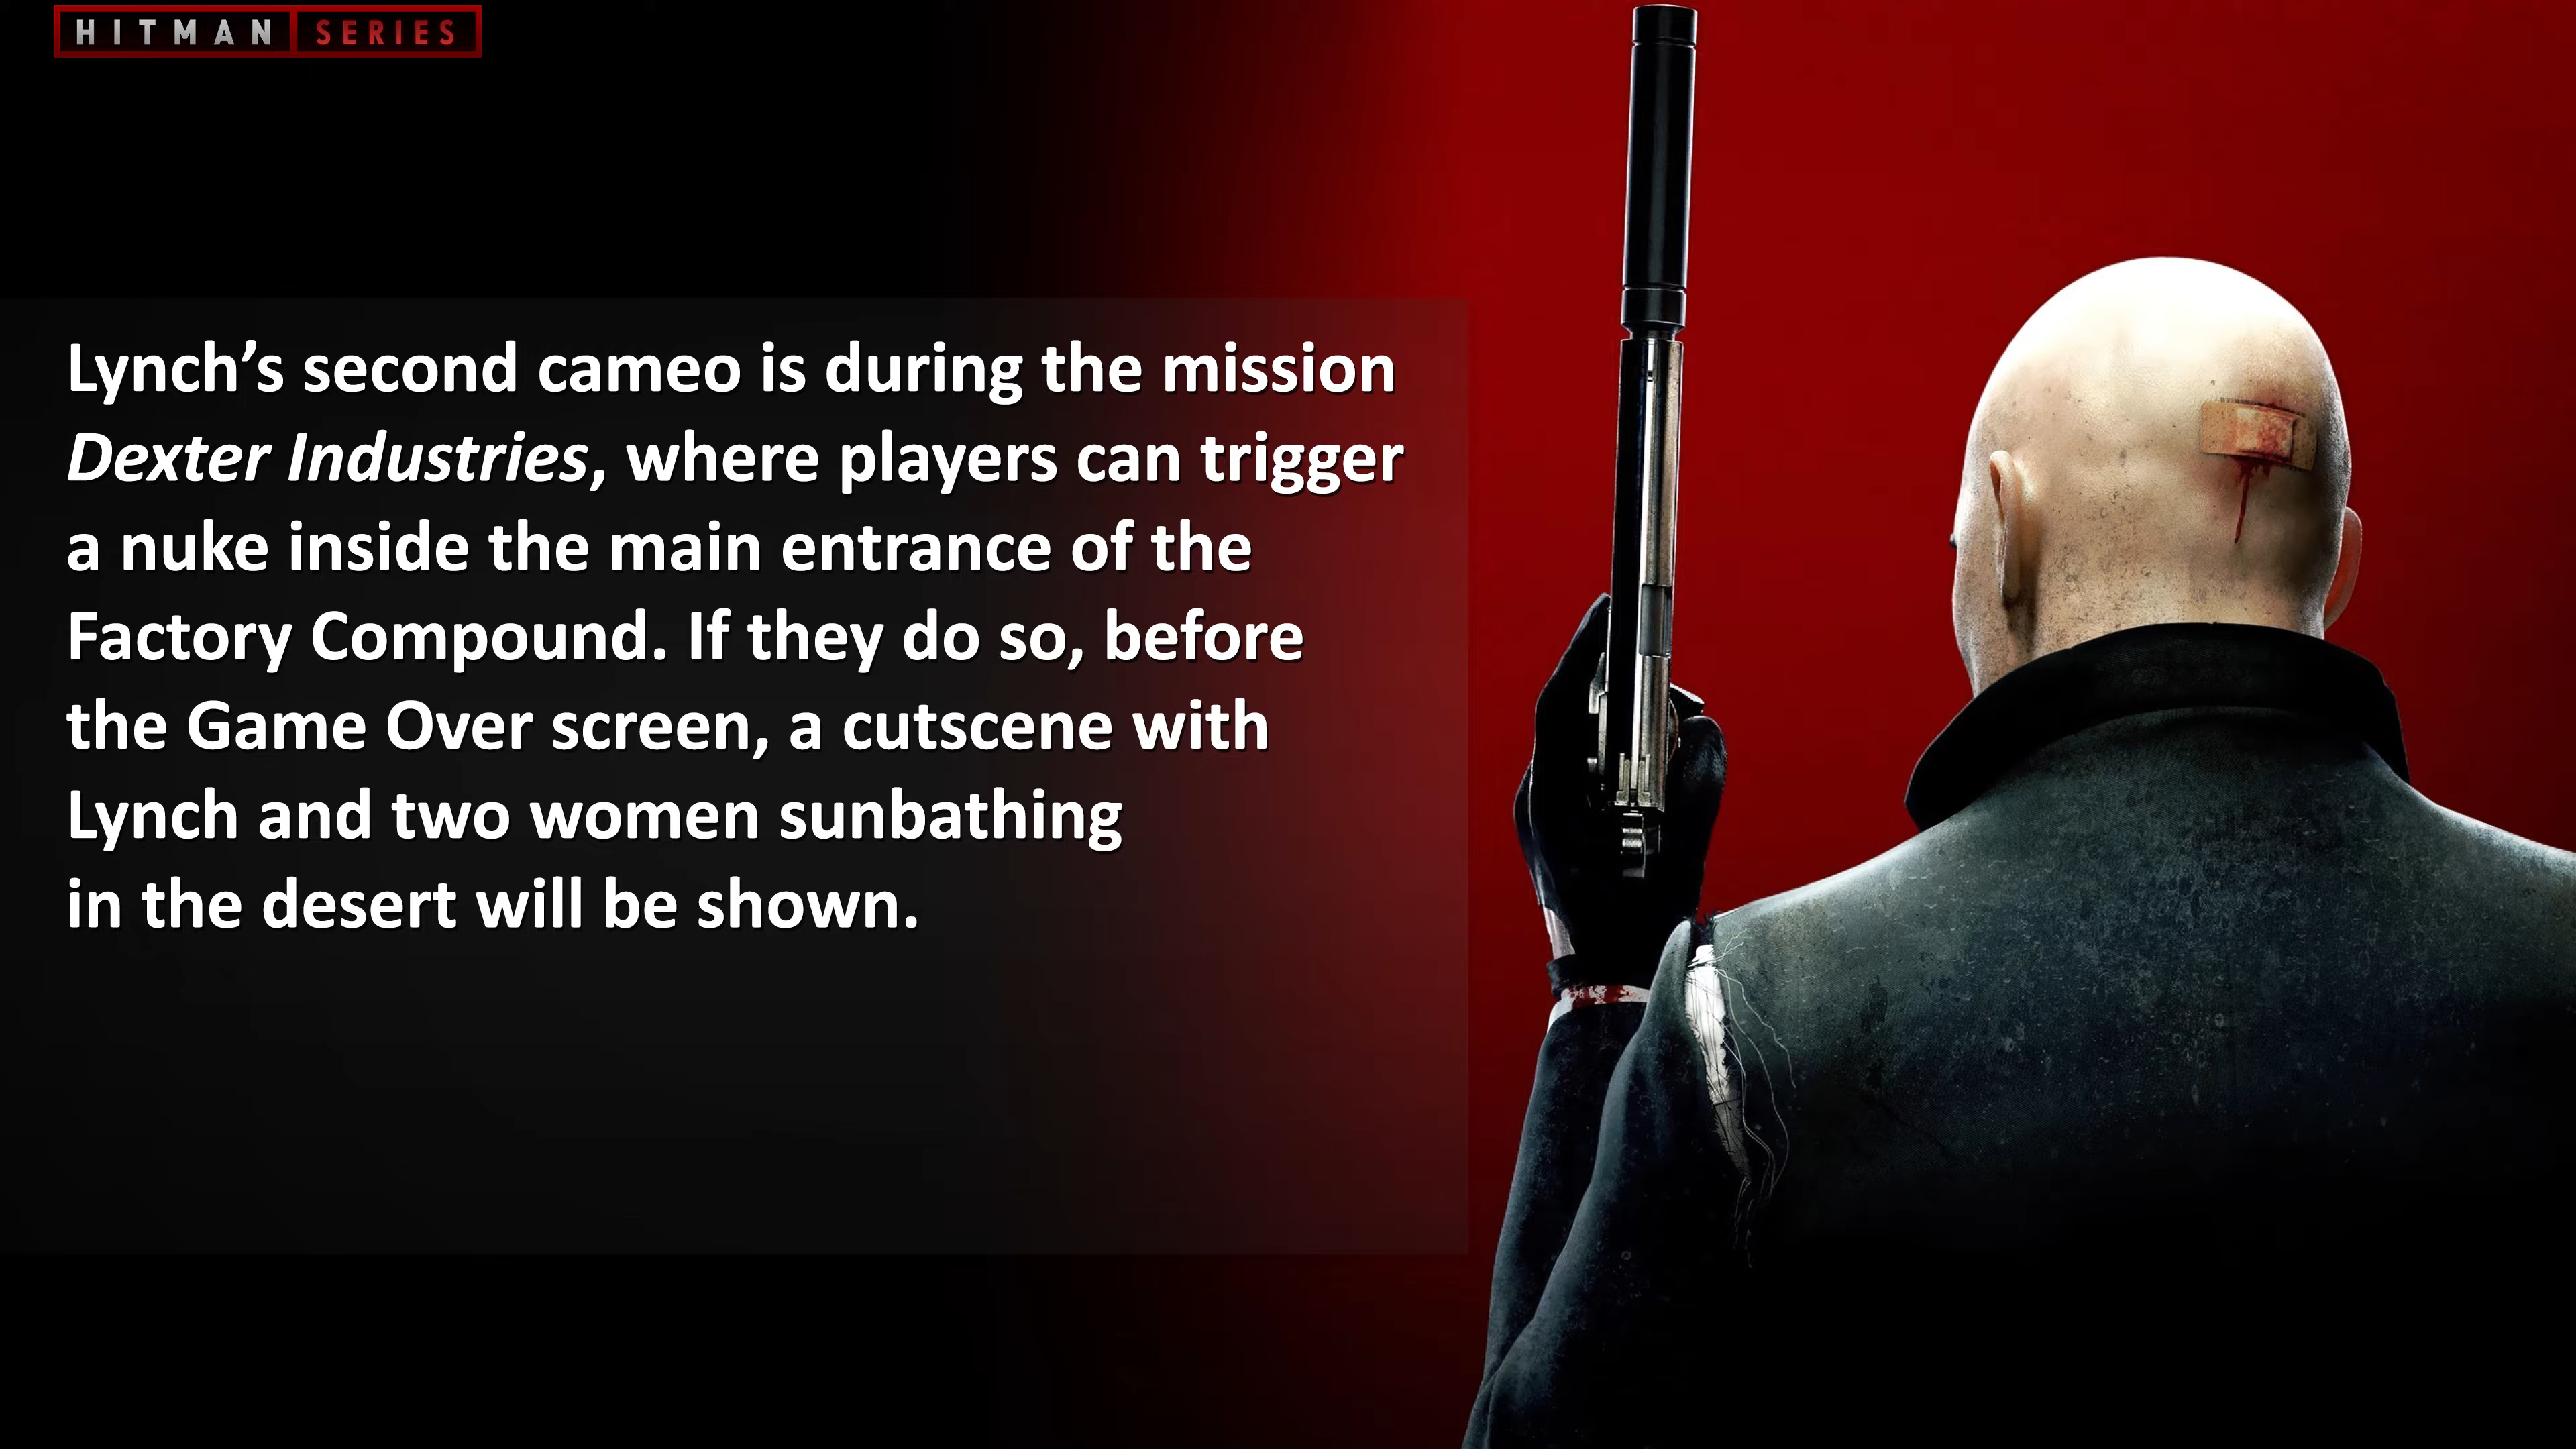 HITMAN SERIES
Lynch’s second cameo is during the mission
Dexter Industries, where players can trigger
a nuke inside the main entrance of the
Factory Compound. If they do so, before
the Game Over screen, a cutscene with
Lynch and two women sunbathing
in the desert will be shown.